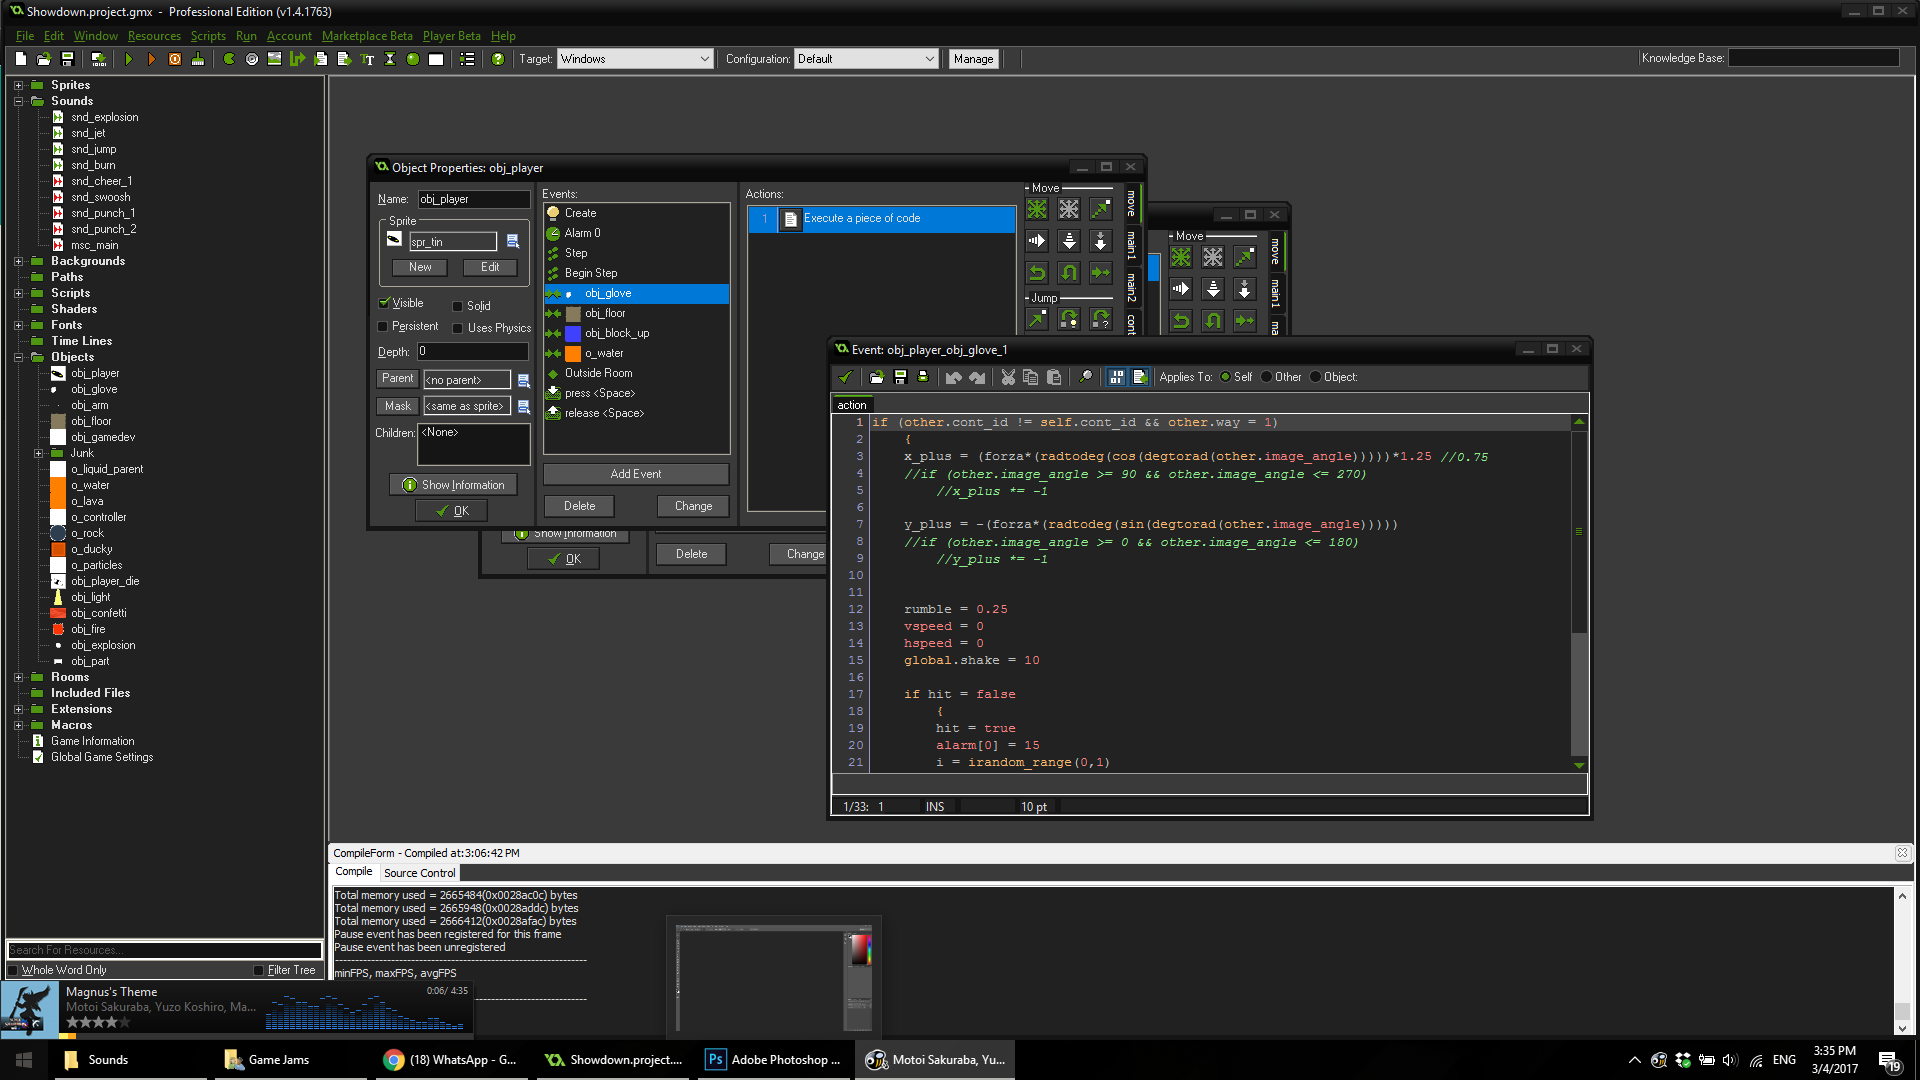 Showdown.project.gmx - Professional Edition (v1.4.1763)
File Edit Window Resources Scripts Run Account Marketplace Beta Player Beta Help
Target: Windows Configuration: Default Manage Knowledge Base:
Sprites
Sounds
snd_explosion
snd_jet
snd_jump
snd_burn
snd_cheer_1
snd_swoosh
snd_punch_1
snd_punch_2
msc_main
Backgrounds
Paths
Scripts
Shaders
Fonts
Time Lines
Objects
obj_player
obj_glove
obj_arm
obj_floor
obj_gamedev
Junk
o_liquid_parent
o_water
o_lava
o_controller
o_rock
o_ducky
o_particles
obj_player_die
obj_light
obj_confetti
obj_fire
obj_explosion
obj_part
Rooms
Included Files
Extensions
Macros
Game Information
Global Game Settings
Search For Resources...
Whole Word Only Filter Tree
Object Properties: obj_player
Name: obj_player
Sprite
spr_tin
New Edit
Visible Solid
Persistent Uses Physics
Depth: 0
Parent <no parent>
Mask <same as sprite>
Children: <None>
Show Information
OK
Events:
Create
Alarm 0
Step
Begin Step
obj_glove
obj_floor
obj_block_up
o_water
Outside Room
press <Space>
release <Space>
Add Event
Delete Change
Actions:
1 Execute a piece of code
Move
Jump
move
main1
main2
cont
Move
move
main1
ma
Show Information
OK
Delete Change
Event: obj_player_obj_glove_1
Applies To: Self Other Object:
action
1 if (other.cont_id != self.cont_id && other.way = 1)
2 {
3 x_plus = (forza*(radtodeg(cos(degtorad(other.image_angle)))))*1.25 //0.75
4 //if (other.image_angle >= 90 && other.image_angle <= 270)
5 //x_plus *= -1
6
7 y_plus = -(forza*(radtodeg(sin(degtorad(other.image_angle)))))
8 //if (other.image_angle >= 0 && other.image_angle <= 180)
9 //y_plus *= -1
10
11
12 rumble = 0.25
13 vspeed = 0
14 hspeed = 0
15 global.shake = 10
16
17 if hit = false
18 {
19 hit = true
20 alarm[0] = 15
21 i = irandom_range(0,1)
1/33: 1 INS 10 pt
CompileForm - Compiled at:3:06:42 PM
Compile Source Control
Total memory used = 2665484(0x0028ac0c) bytes
Total memory used = 2665948(0x0028addc) bytes
Total memory used = 2666412(0x0028afac) bytes
Pause event has been registered for this frame
Pause event has been unregistered
minFPS, maxFPS, avgFPS
Magnus's Theme 0:06/ 4:35
Motoi Sakuraba, Yuzo Koshiro, Ma...
Sounds
Game Jams
(18) WhatsApp - G...
Showdown.project....
Adobe Photoshop ...
Motoi Sakuraba, Yu...
ENG
3:35 PM
3/4/2017
19